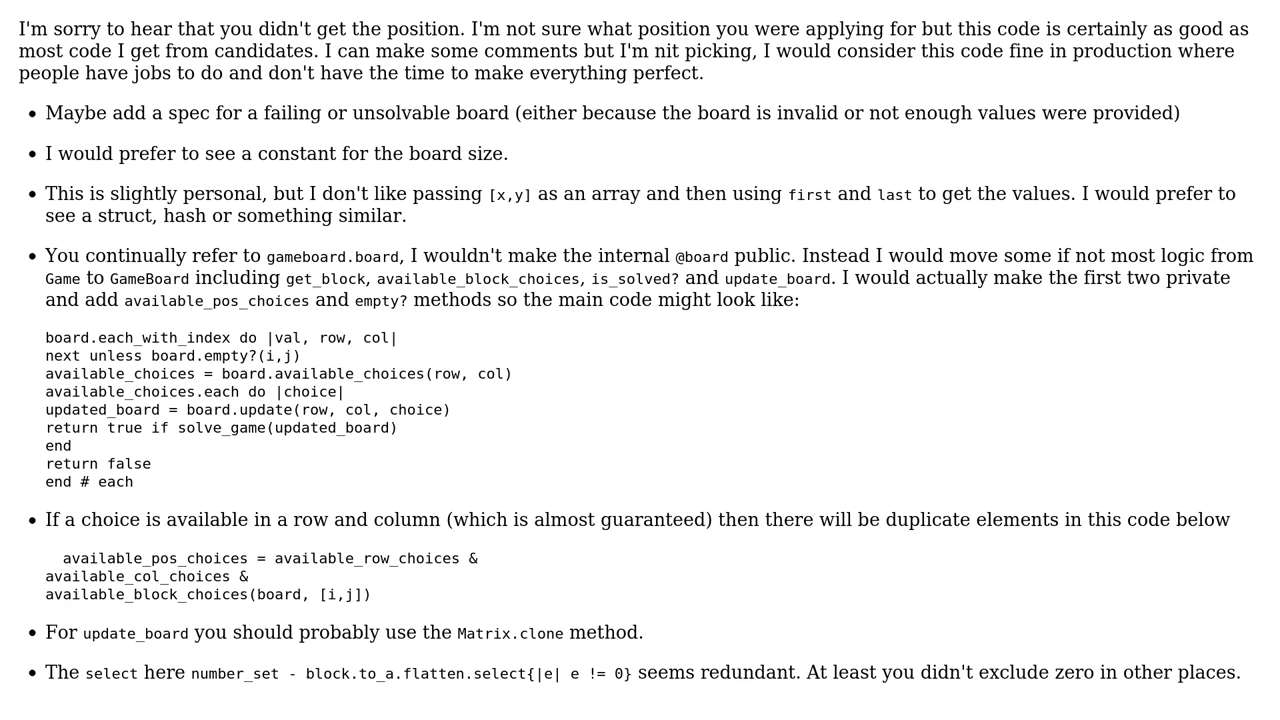 I'm sorry to hear that you didn't get the position. I'm not sure what position you were applying for but this code is certainly as good as
most code I get from candidates. I can make some comments but I'm nit picking, I would consider this code fine in production where
people have jobs to do and don't have the time to make everything perfect.
• Maybe add a spec for a failing or unsolvable board (either because the board is invalid or not enough values were provided)
• I would prefer to see a constant for the board size.
• This is slightly personal, but I don't like passing [x,y] as an array and then using first and last to get the values. I would prefer to
see a struct, hash or something similar.
• You continually refer to gameboard.board, I wouldn't make the internal @board public. Instead I would move some if not most logic from
Game to GameBoard including get_block, available_block_choices, is_solved? and update_board. I would actually make the first two private
and add available_pos_choices and empty? methods so the main code might look like:
board.each_with_index do |val, row, col|
next unless board.empty?(i,j)
available_choices = board.available_choices(row, col)
available_choices.each do |choice|
updated_board = board.update(row, col, choice)
return true if solve_game(updated_board)
end
return false
end # each
• If a choice is available in a row and column (which is almost guaranteed) then there will be duplicate elements in this code below
available_pos_choices = available_row_choices &
available_col_choices &
available_block_choices(board, [i,j])
• For update_board you should probably use the Matrix.clone method.
• The select here number_set - block.to_a.flatten.select{|e| e != 0} seems redundant. At least you didn't exclude zero in other places.